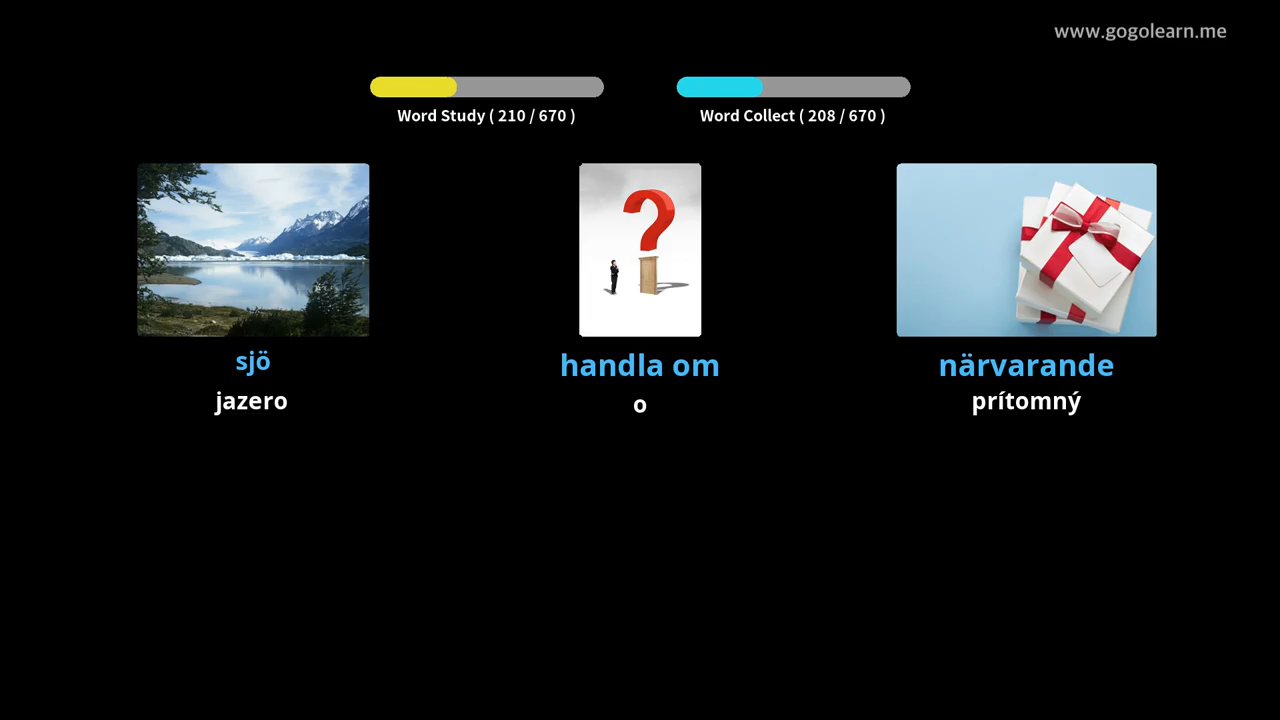 www.gogolearn.me
Word Study ( 210 / 670 )
Word Collect ( 208 / 670 )
sjö
handla om
närvarande
jazero
o
prítomný